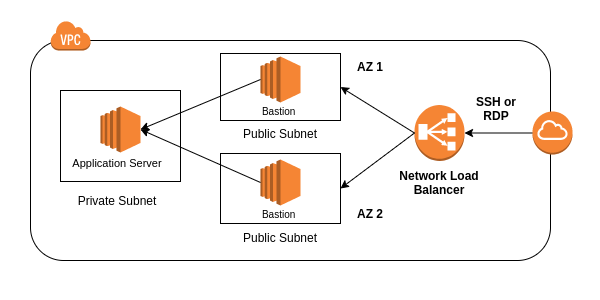 VPC
AZ 1
Bastion
Public Subnet
SSH or
RDP
Application Server
Private Subnet
Network Load
Balancer
Bastion
AZ 2
Public Subnet